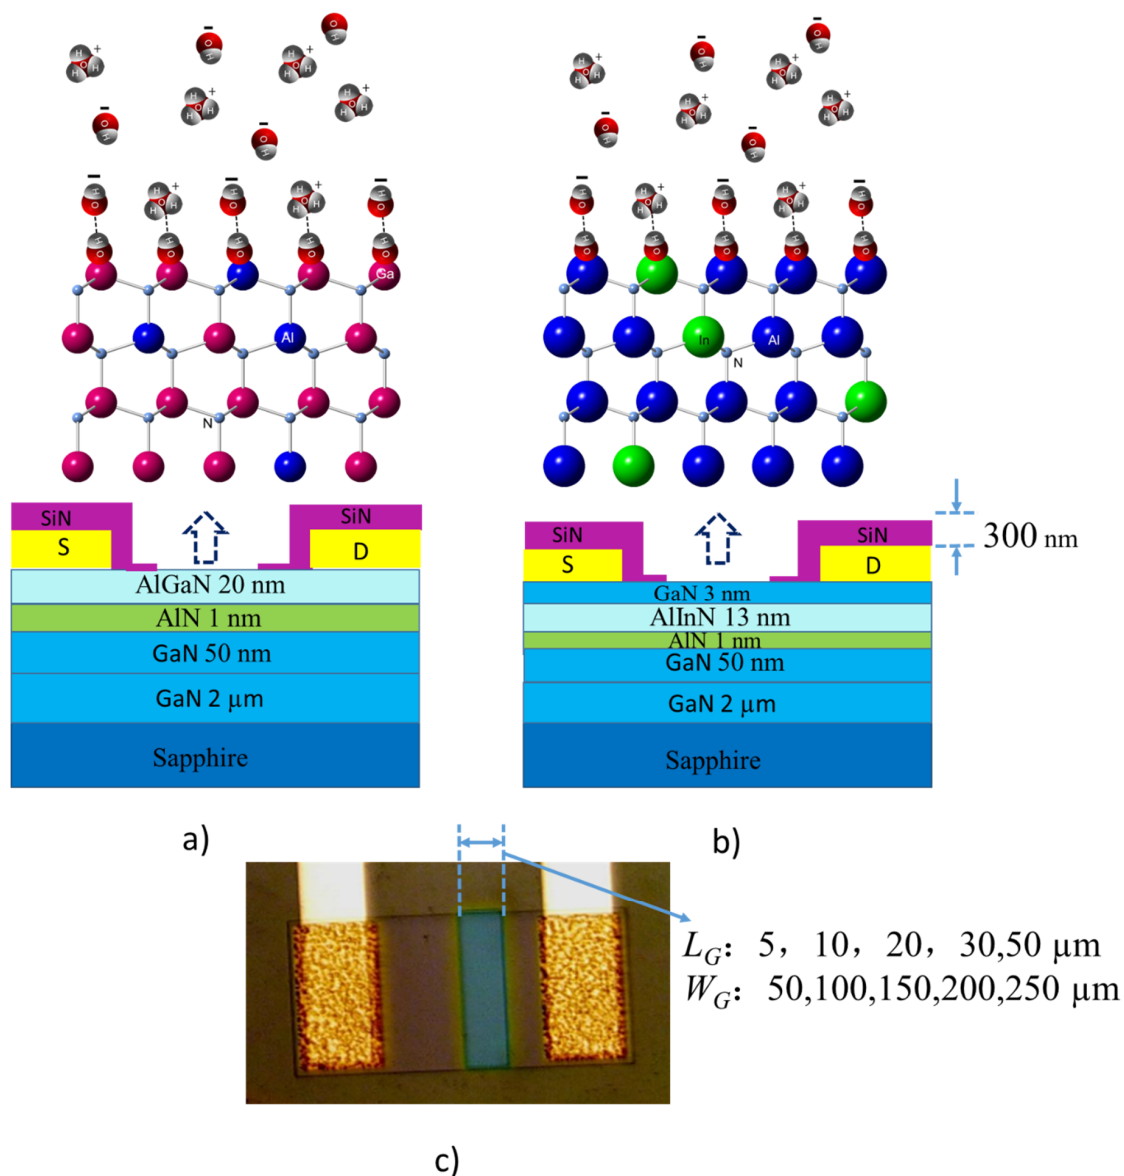 Ga
Al
N
In
Al
N
SiN
SiN
S
D
AlGaN 20 nm
AlN 1 nm
GaN 50 nm
GaN 2 µm
Sapphire
a)
SiN
SiN
300 nm
S
D
GaN 3 nm
AlInN 13 nm
AlN 1 nm
GaN 50 nm
GaN 2 µm
Sapphire
b)
L_G: 5, 10, 20, 30,50 µm
W_G: 50,100,150,200,250 µm
c)